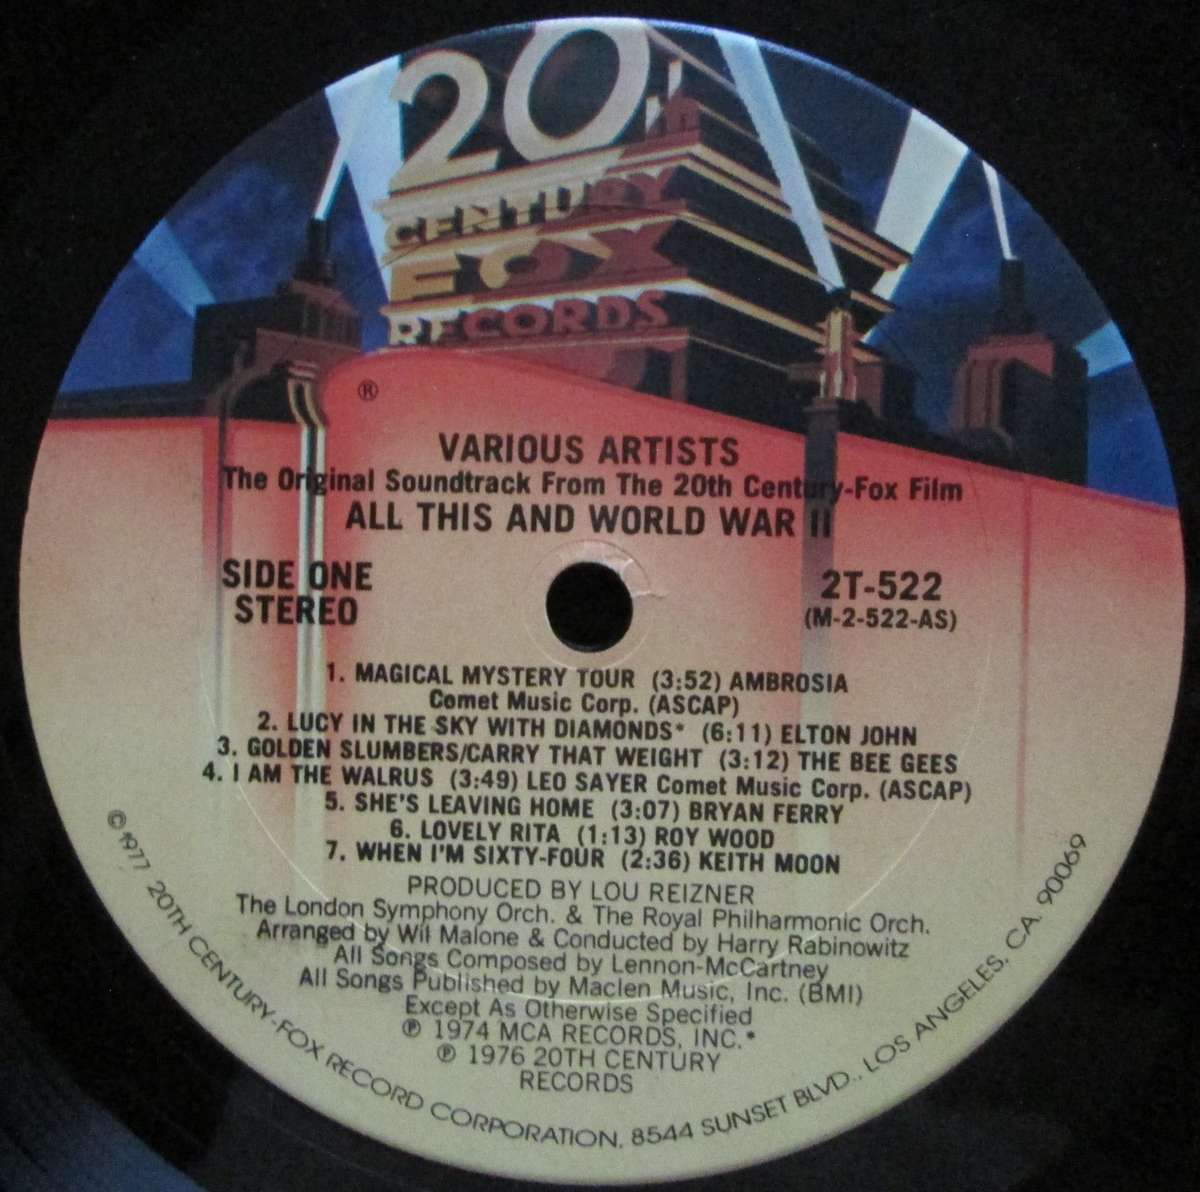 20
CENTURY
FOX
RECORDS
®
VARIOUS ARTISTS
The Original Soundtrack From The 20th Century-Fox Film
ALL THIS AND WORLD WAR II
SIDE ONE
STEREO
2T-522
(M-2-522-AS)
1. MAGICAL MYSTERY TOUR (3:52) AMBROSIA
Comet Music Corp. (ASCAP)
2. LUCY IN THE SKY WITH DIAMONDS* (6:11) ELTON JOHN
3. GOLDEN SLUMBERS/CARRY THAT WEIGHT (3:12) THE BEE GEES
4. I AM THE WALRUS (3:49) LEO SAYER Comet Music Corp. (ASCAP)
5. SHE'S LEAVING HOME (3:07) BRYAN FERRY
6. LOVELY RITA (1:13) ROY WOOD
7. WHEN I'M SIXTY-FOUR (2:36) KEITH MOON
PRODUCED BY LOU REIZNER
The London Symphony Orch. & The Royal Philharmonic Orch.
Arranged by Wil Malone & Conducted by Harry Rabinowitz
All Songs Composed by Lennon-McCartney
All Songs Published by Maclen Music, Inc. (BMI)
Except As Otherwise Specified
℗ 1974 MCA RECORDS, INC.*
℗ 1976 20TH CENTURY
RECORDS
©1977 20TH CENTURY-FOX RECORD CORPORATION, 8544 SUNSET BLVD., LOS ANGELES, CA. 90069